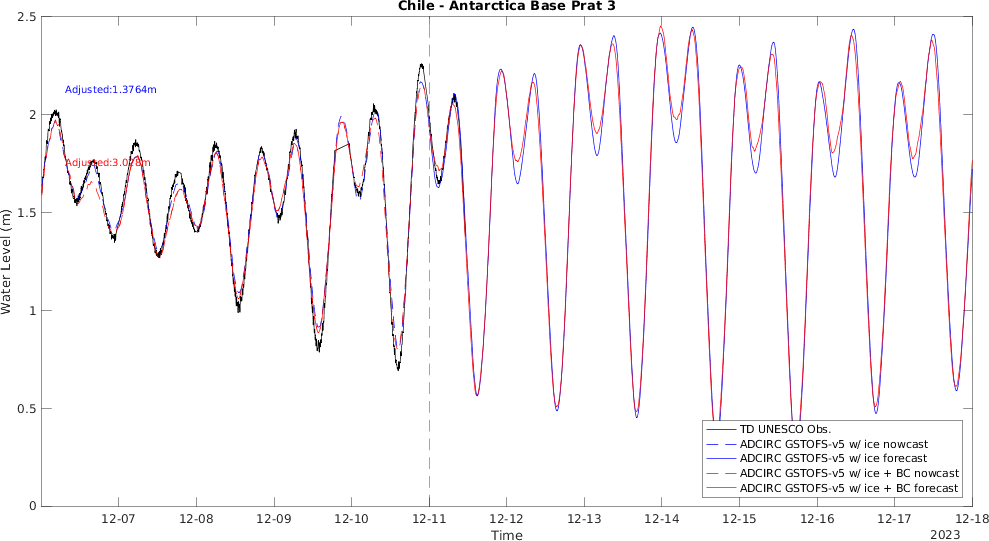 Chile - Antarctica Base Prat 3
2.5
2
1.5
1
0.5
0
Water Level (m)
Adjusted:1.3764m
Adjusted:3.028m
TD UNESCO Obs.
ADCIRC GSTOFS-v5 w/ ice nowcast
ADCIRC GSTOFS-v5 w/ ice forecast
ADCIRC GSTOFS-v5 w/ ice + BC nowcast
ADCIRC GSTOFS-v5 w/ ice + BC forecast
12-07 12-08 12-09 12-10 12-11 12-12 12-13 12-14 12-15 12-16 12-17 12-18
Time
2023